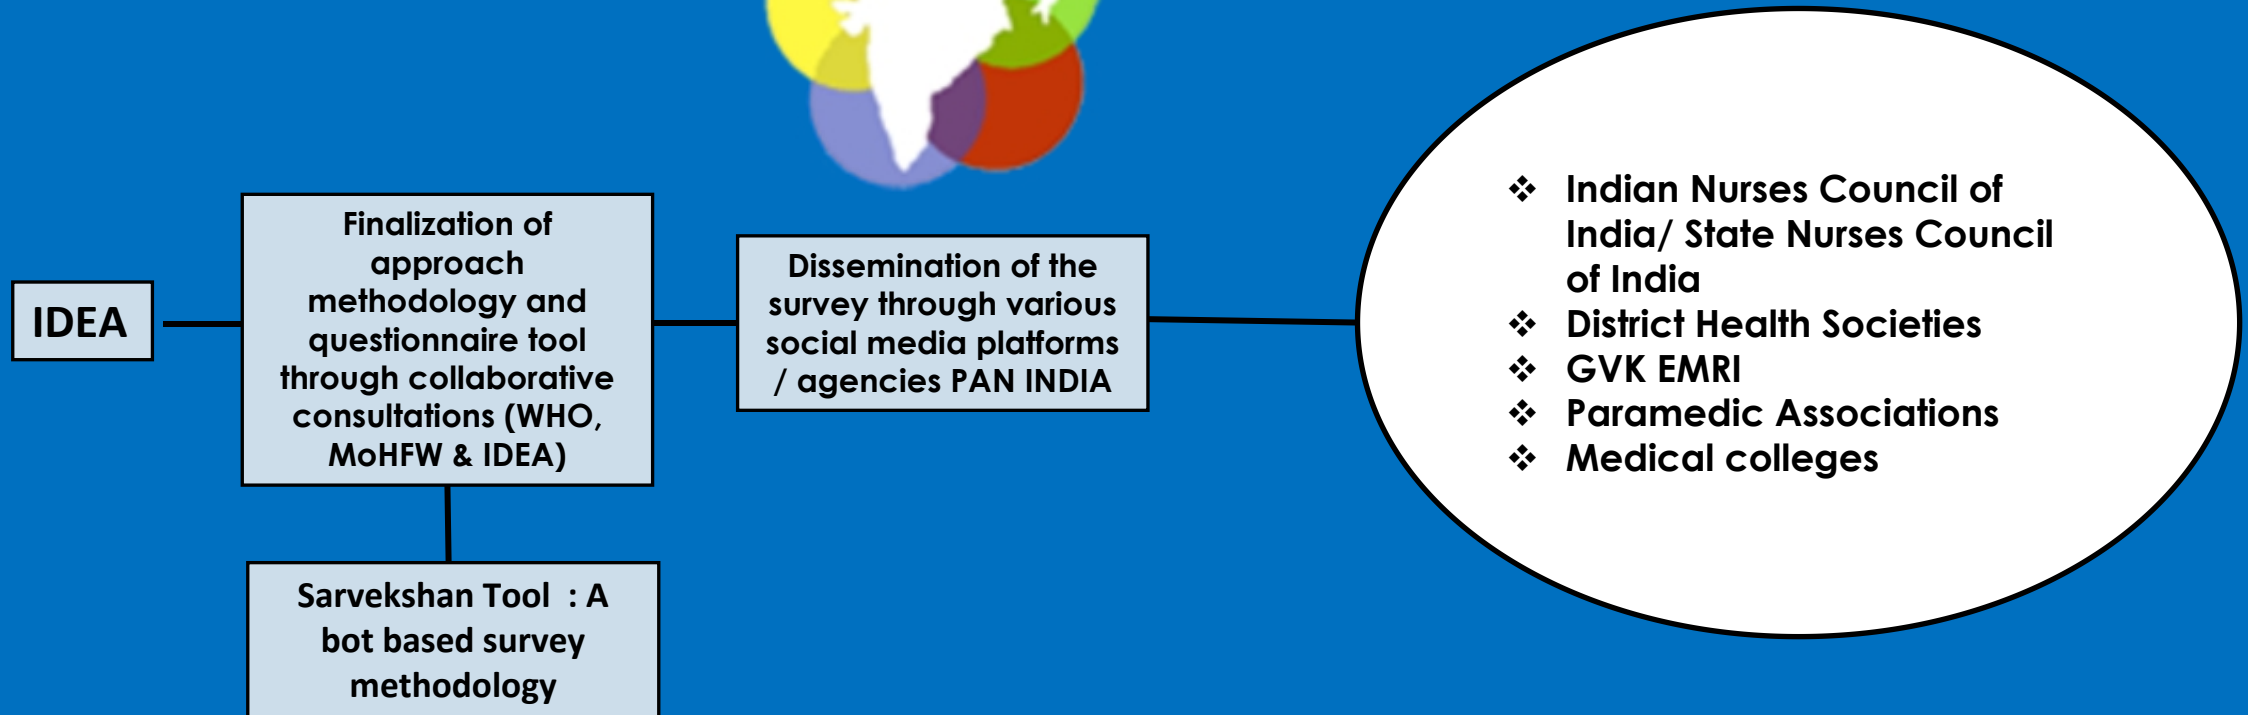 IDEA
Finalization of
approach
methodology and
questionnaire tool
through collaborative
consultations (WHO,
MoHFW & IDEA)
Sarvekshan Tool : A
bot based survey
methodology
Dissemination of the
survey through various
social media platforms
/ agencies PAN INDIA
❖ Indian Nurses Council of
India/ State Nurses Council
of India
❖ District Health Societies
❖ GVK EMRI
❖ Paramedic Associations
❖ Medical colleges